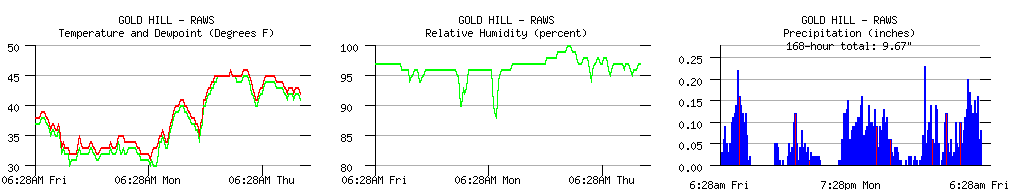 GOLD HILL - RAWS
Temperature and Dewpoint (Degrees F)
50
45
40
35
30
06:28AM Fri
06:28AM Mon
06:28AM Thu
GOLD HILL - RAWS
Relative Humidity (percent)
100
95
90
85
80
06:28AM Fri
06:28AM Mon
06:28AM Thu
GOLD HILL - RAWS
Precipitation (inches)
168-hour total: 9.67"
0.25
0.20
0.15
0.10
0.05
0.00
6:28am Fri
7:28pm Mon
6:28am Fri